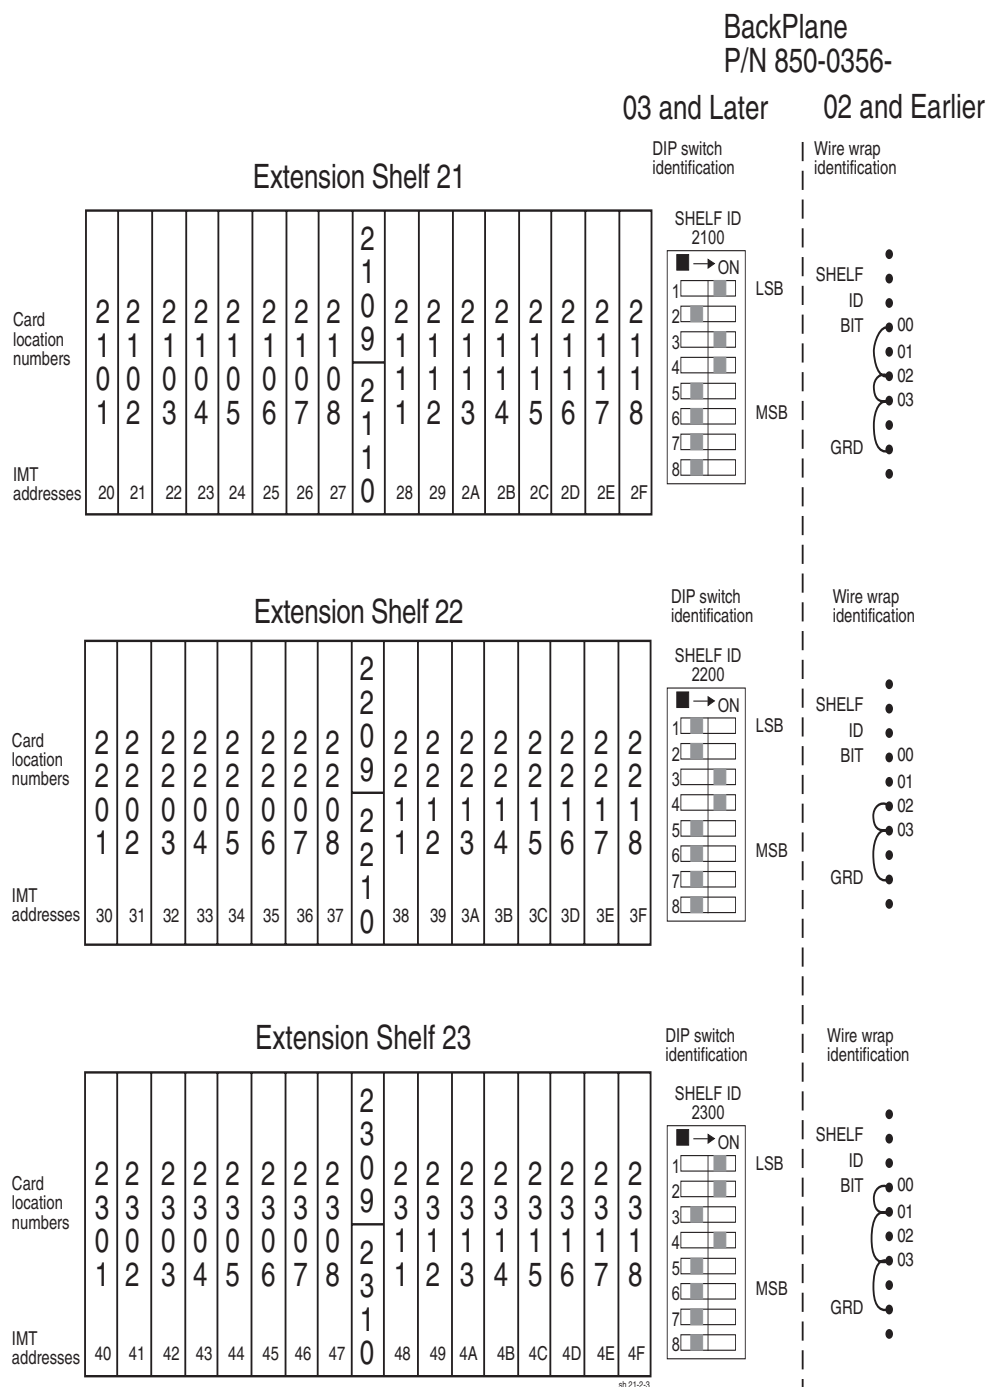 BackPlane
P/N 850-0356-
03 and Later
02 and Earlier
DIP switch
identification
Wire wrap
identification
Extension Shelf 21
SHELF ID
2100
ON
1
2
3
4
5
6
7
8
LSB
MSB
SHELF
ID
BIT
00
01
02
03
GRD
Card
location
numbers
2101
2102
2103
2104
2105
2106
2107
2108
2109
2110
2111
2112
2113
2114
2115
2116
2117
2118
IMT
addresses
20 21 22 23 24 25 26 27 28 29 2A 2B 2C 2D 2E 2F
Extension Shelf 22
DIP switch
identification
Wire wrap
identification
SHELF ID
2200
ON
1
2
3
4
5
6
7
8
LSB
MSB
SHELF
ID
BIT
00
01
02
03
GRD
Card
location
numbers
2201
2202
2203
2204
2205
2206
2207
2208
2209
2210
2211
2212
2213
2214
2215
2216
2217
2218
IMT
addresses
30 31 32 33 34 35 36 37 38 39 3A 3B 3C 3D 3E 3F
Extension Shelf 23
DIP switch
identification
Wire wrap
identification
SHELF ID
2300
ON
1
2
3
4
5
6
7
8
LSB
MSB
SHELF
ID
BIT
00
01
02
03
GRD
Card
location
numbers
2301
2302
2303
2304
2305
2306
2307
2308
2309
2310
2311
2312
2313
2314
2315
2316
2317
2318
IMT
addresses
40 41 42 43 44 45 46 47 48 49 4A 4B 4C 4D 4E 4F
sh 21-2-3